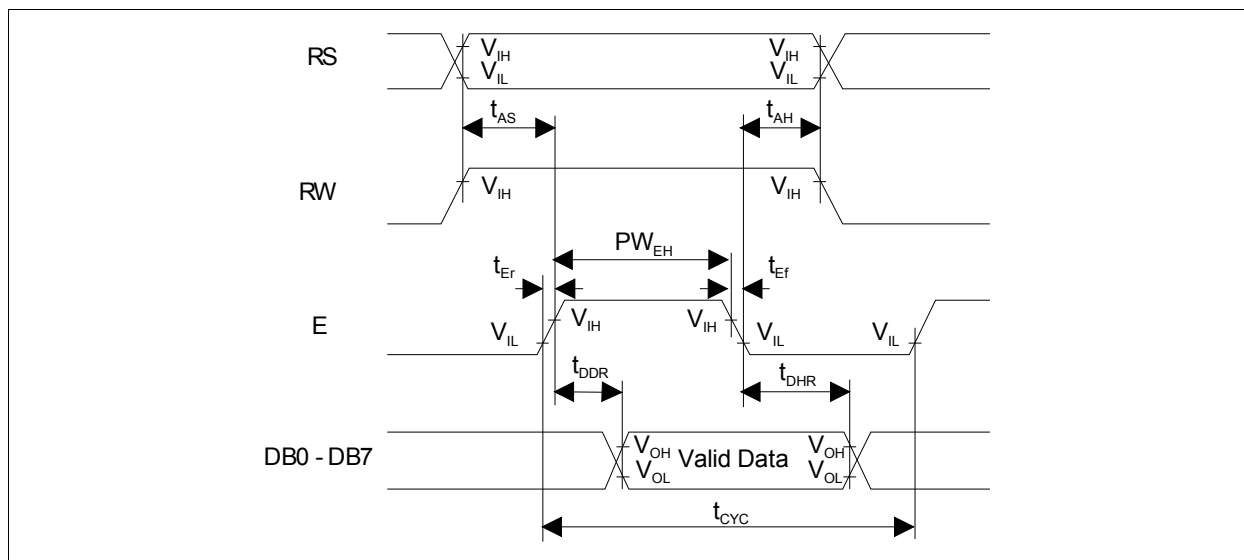 RS
V_IH V_IH
V_IL V_IL
t_AS t_AH
RW
V_IH V_IH
PW_EH
t_Er t_Ef
E
V_IH V_IH
V_IL V_IL V_IL
t_DDR t_DHR
DB0 - DB7
V_OH Valid Data V_OH
V_OL V_OL
t_CYC